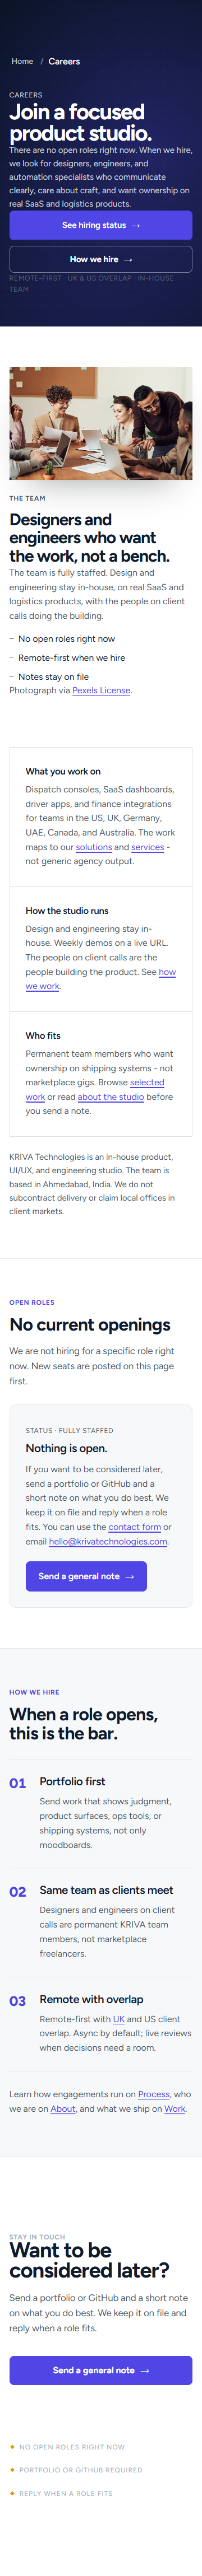 Home / Careers
CAREERS
Join a focused
product studio.
There are no open roles right now. When we hire,
we look for designers, engineers, and
automation specialists who communicate
clearly, care about craft, and want ownership on
real SaaS and logistics products.
See hiring status →
How we hire →
REMOTE-FIRST · UK & US OVERLAP · IN-HOUSE
TEAM
THE TEAM
Designers and
engineers who want
the work, not a bench.
The team is fully staffed. Design and
engineering stay in-house, on real SaaS and
logistics products, with the people on client
calls doing the building.
– No open roles right now
– Remote-first when we hire
– Notes stay on file
Photograph via Pexels License.
What you work on
Dispatch consoles, SaaS dashboards,
driver apps, and finance integrations
for teams in the US, UK, Germany,
UAE, Canada, and Australia. The work
maps to our solutions and services -
not generic agency output.
How the studio runs
Design and engineering stay in-
house. Weekly demos on a live URL.
The people on client calls are the
people building the product. See how
we work.
Who fits
Permanent team members who want
ownership on shipping systems - not
marketplace gigs. Browse selected
work or read about the studio before
you send a note.
KRIVA Technologies is an in-house product,
UI/UX, and engineering studio. The team is
based in Ahmedabad, India. We do not
subcontract delivery or claim local offices in
client markets.
OPEN ROLES
No current openings
We are not hiring for a specific role right
now. New seats are posted on this page
first.
STATUS · FULLY STAFFED
Nothing is open.
If you want to be considered later,
send a portfolio or GitHub and a
short note on what you do best. We
keep it on file and reply when a role
fits. You can use the contact form or
email hello@krivatechnologies.com.
Send a general note →
HOW WE HIRE
When a role opens,
this is the bar.
01 Portfolio first
Send work that shows judgment,
product surfaces, ops tools, or
shipping systems, not only
moodboards.
02 Same team as clients meet
Designers and engineers on client
calls are permanent KRIVA team
members, not marketplace
freelancers.
03 Remote with overlap
Remote-first with UK and US client
overlap. Async by default; live reviews
when decisions need a room.
Learn how engagements run on Process, who
we are on About, and what we ship on Work.
STAY IN TOUCH
Want to be
considered later?
Send a portfolio or GitHub and a short note
on what you do best. We keep it on file and
reply when a role fits.
Send a general note →
NO OPEN ROLES RIGHT NOW
PORTFOLIO OR GITHUB REQUIRED
REPLY WHEN A ROLE FITS